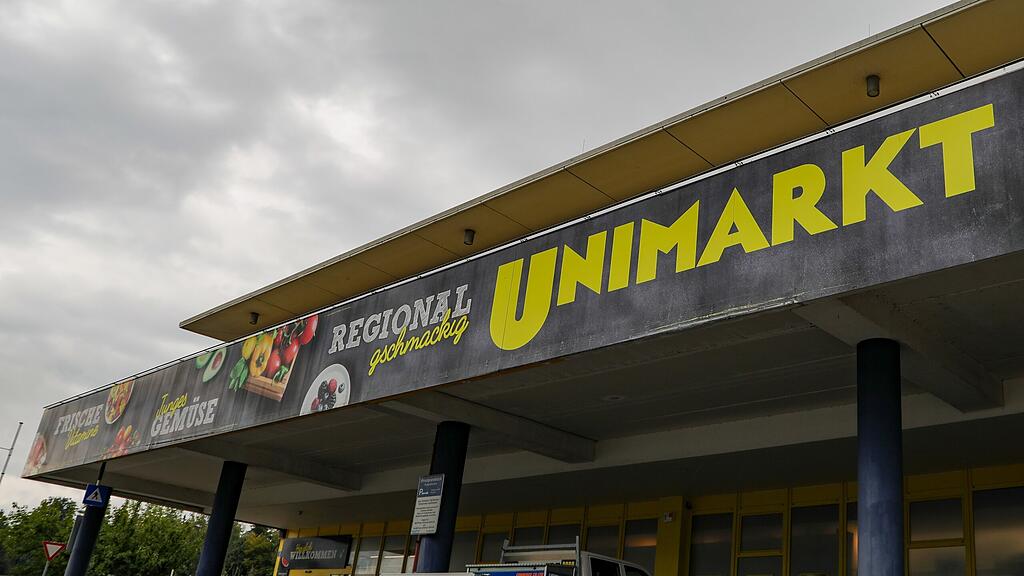 FRISCHE
Vitamine
Junges
GEMÜSE
REGIONAL
gschmackig
UNIMARKT
WILLKOMMEN